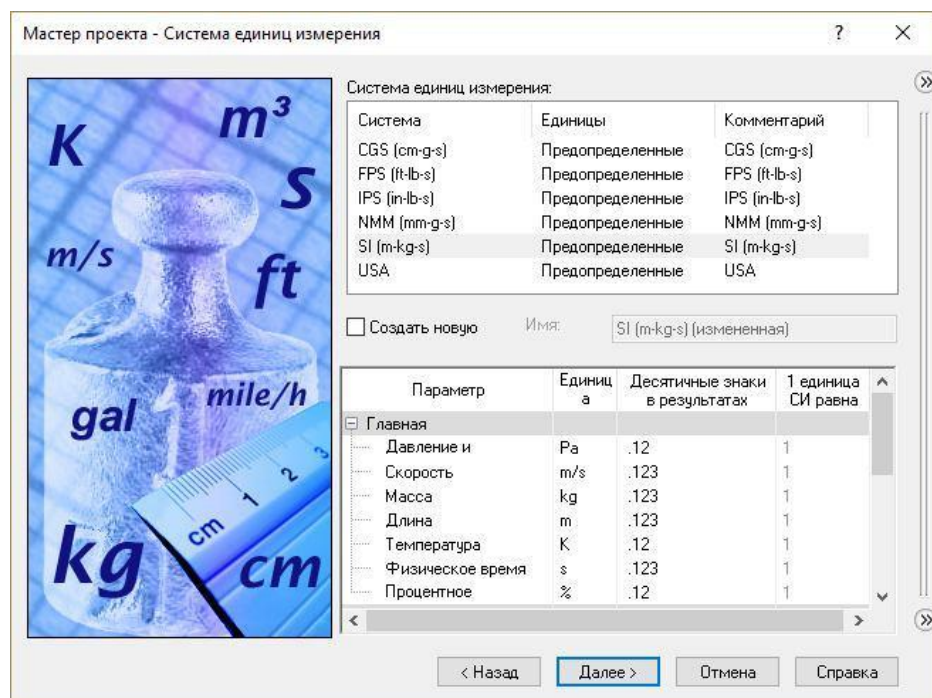 Мастер проекта - Система единиц измерения ? ×
K
m³
s
m/s
ft
gal
mile/h
cm 1 2 3
kg
cm
Система единиц измерения:
Система Единицы Комментарий
CGS (cm-g-s) Предопределенные CGS (cm-g-s)
FPS (ft-lb-s) Предопределенные FPS (ft-lb-s)
IPS (in-lb-s) Предопределенные IPS (in-lb-s)
NMM (mm-g-s) Предопределенные NMM (mm-g-s)
SI (m-kg-s) Предопределенные SI (m-kg-s)
USA Предопределенные USA
Создать новую Имя: SI (m-kg-s) (измененная)
Параметр Единиц Десятичные знаки 1 единица
а в результатах СИ равна
Главная
Давление и Pa .12 1
Скорость m/s .123 1
Масса kg .123 1
Длина m .123 1
Температура K .12 1
Физическое время s .123 1
Процентное % .12 1
< Назад Далее > Отмена Справка